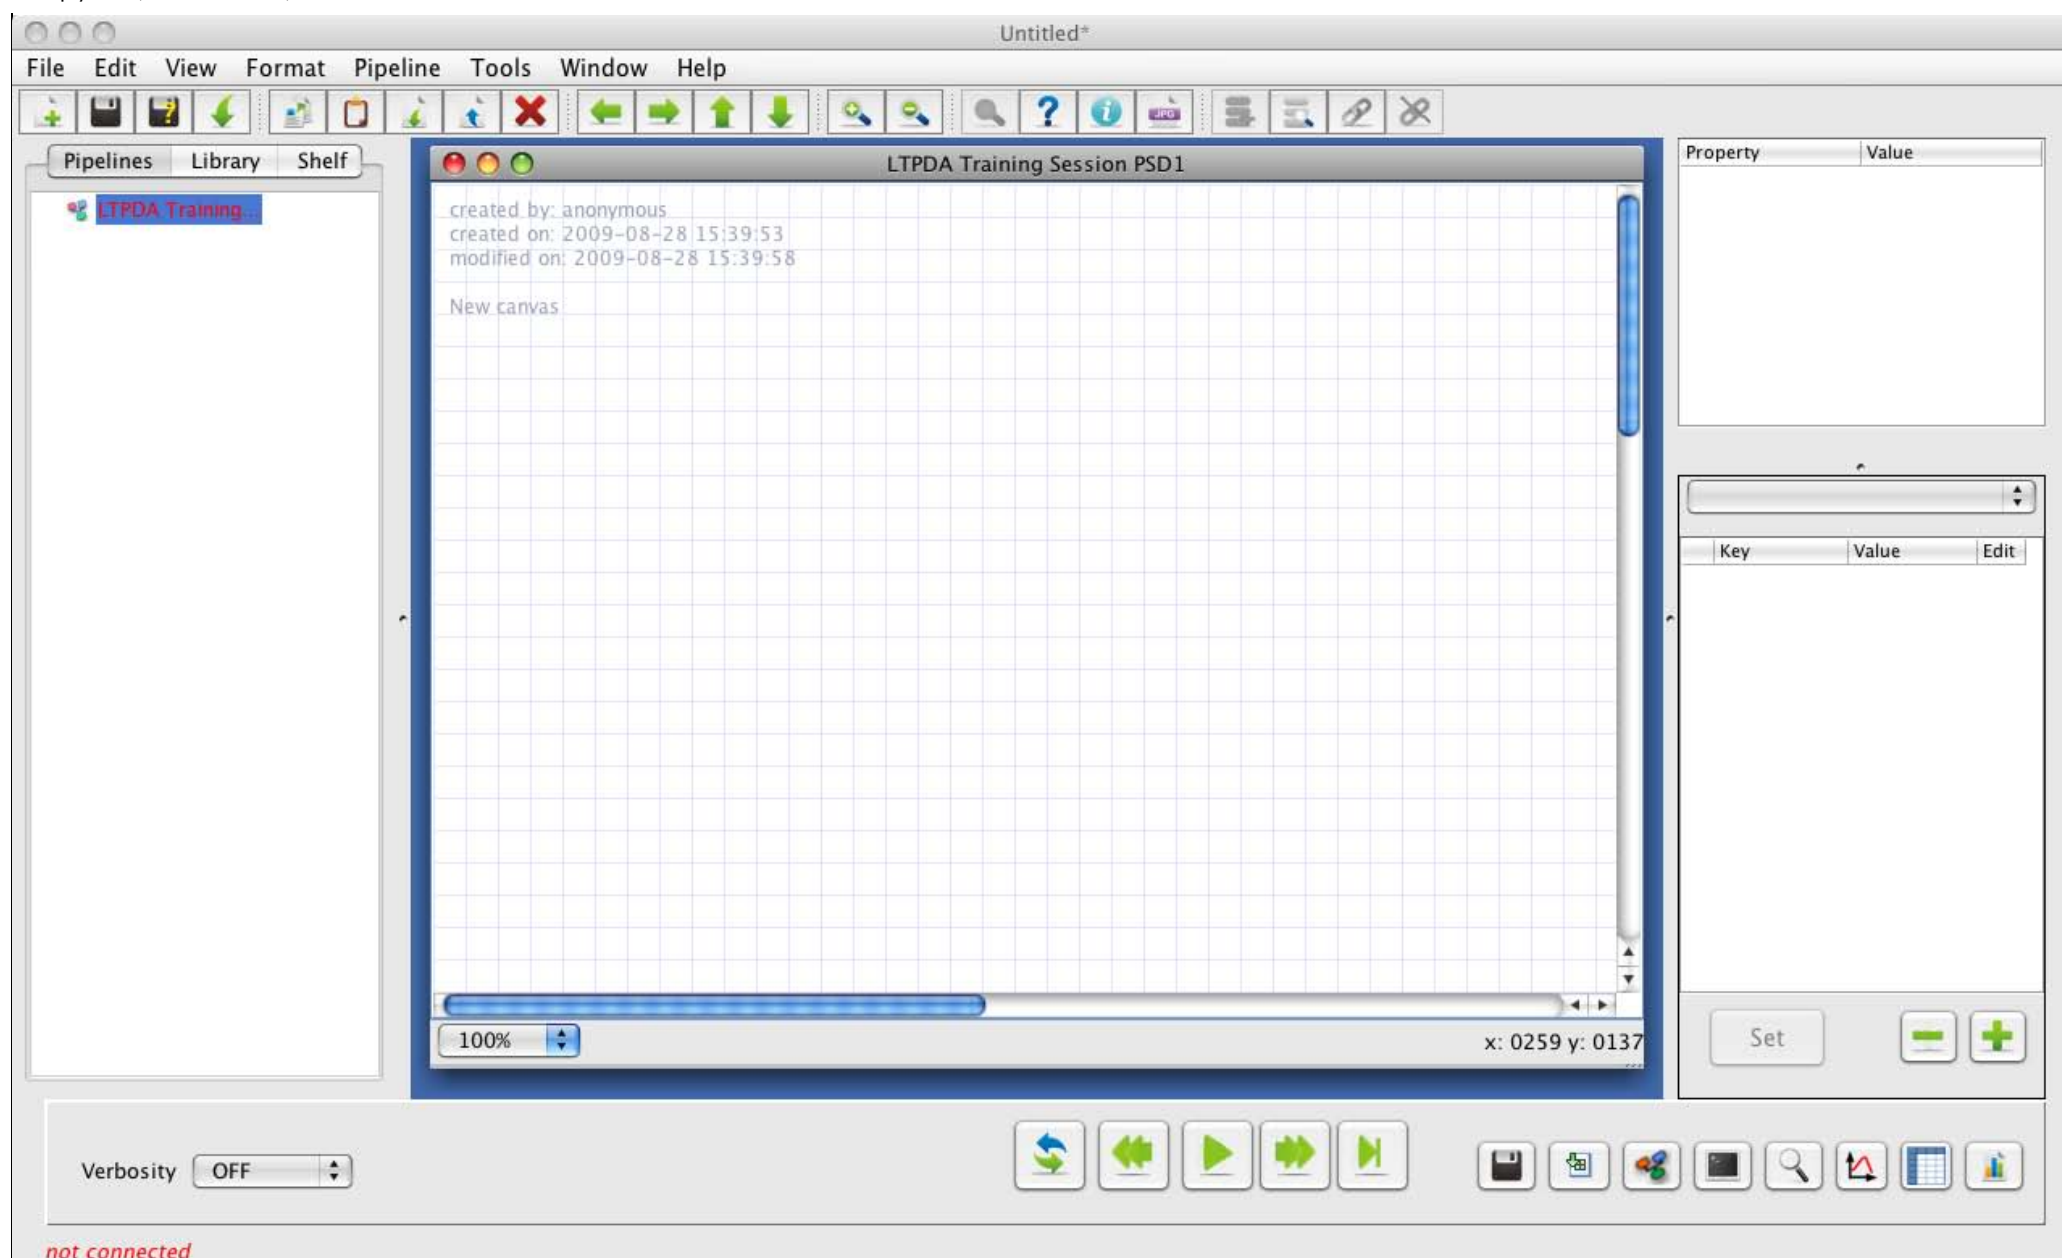 Untitled*
File Edit View Format Pipeline Tools Window Help
JPG
Pipelines Library Shelf
LTPDA Training...
LTPDA Training Session PSD1
created by: anonymous
created on: 2009-08-28 15:39:53
modified on: 2009-08-28 15:39:58
New canvas
100%
x: 0259 y: 0137
Property Value
Key Value Edit
Set
Verbosity OFF
not connected